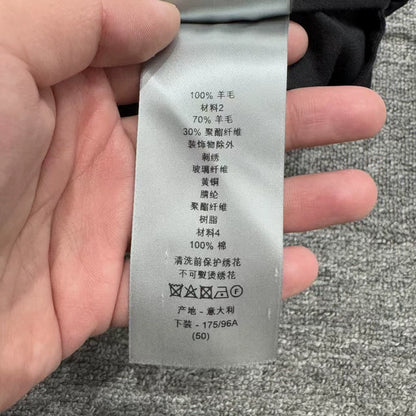 100% 羊毛
材料2
70% 羊毛
30% 聚酯纤维
装饰物除外
刺绣
玻璃纤维
黄铜
腈纶
聚酯纤维
树脂
材料4
100% 棉
清洗前保护绣花
不可熨烫绣花
产地 - 意大利
下装 - 175/96A
(50)